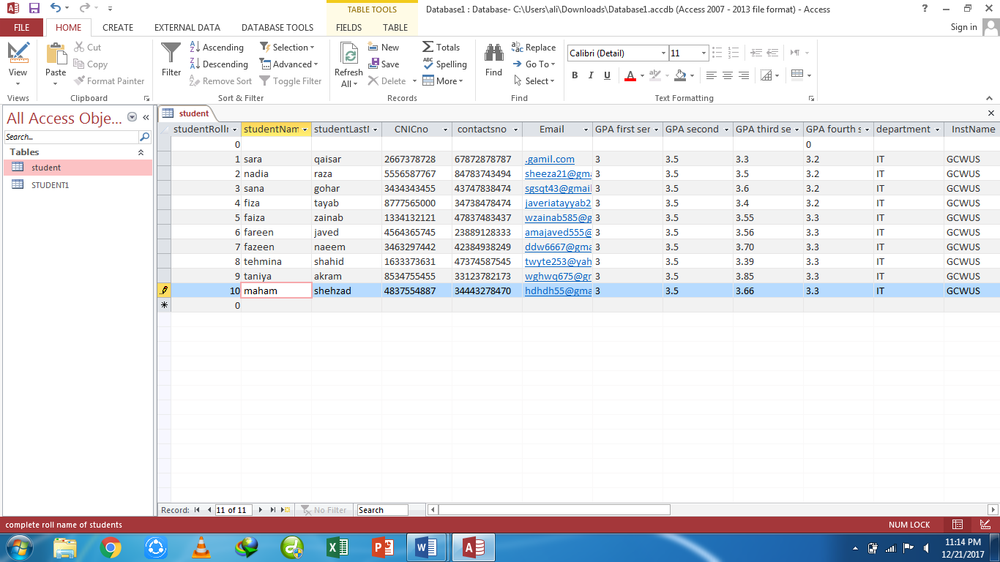 TABLE TOOLS Database1 : Database- C:\Users\ali\Downloads\Database1.accdb (Access 2007 - 2013 file format) - Access
FILE HOME CREATE EXTERNAL DATA DATABASE TOOLS FIELDS TABLE Sign in
View Paste Cut Copy Format Painter Filter Ascending Descending Remove Sort Selection Advanced Toggle Filter Refresh All New Save Delete Totals Spelling More Find Replace Go To Select Calibri (Detail) 11 B I U A
Views Clipboard Sort & Filter Records Find Text Formatting
All Access Obje...
Search...
Tables
student
STUDENT1
student
studentRollr studentNam studentLastl CNICno contactsno Email GPA first ser GPA second GPA third se GPA fourth s department InstName
0 0
1 sara qaisar 2667378728 67872878787 .gamil.com 3 3.5 3.3 3.2 IT GCWUS
2 nadia raza 5556587767 84783743494 sheeza21@gma 3 3.5 3.5 3.2 IT GCWUS
3 sana gohar 3434343455 43747838474 sgsqt43@gmail 3 3.5 3.6 3.2 IT GCWUS
4 fiza tayab 8777565000 34738478474 javeriatayyab2 3 3.5 3.4 3.2 IT GCWUS
5 faiza zainab 1334132121 47837483437 wzainab585@g 3 3.5 3.55 3.3 IT GCWUS
6 fareen javed 4564365745 23889128333 amajaved555@ 3 3.5 3.56 3.3 IT GCWUS
7 fazeen naeem 3463297442 42384938249 ddw6667@gma 3 3.5 3.70 3.3 IT GCWUS
8 tehmina shahid 1633373631 47374587545 twyte253@yah 3 3.5 3.39 3.3 IT GCWUS
9 taniya akram 8534755455 33123782173 wghwq675@gr 3 3.5 3.85 3.3 IT GCWUS
10 maham shehzad 4837554887 34443278470 hdhdh55@gma 3 3.5 3.66 3.3 IT GCWUS
0
Record: 11 of 11 No Filter Search
complete roll name of students NUM LOCK
11:14 PM
12/21/2017